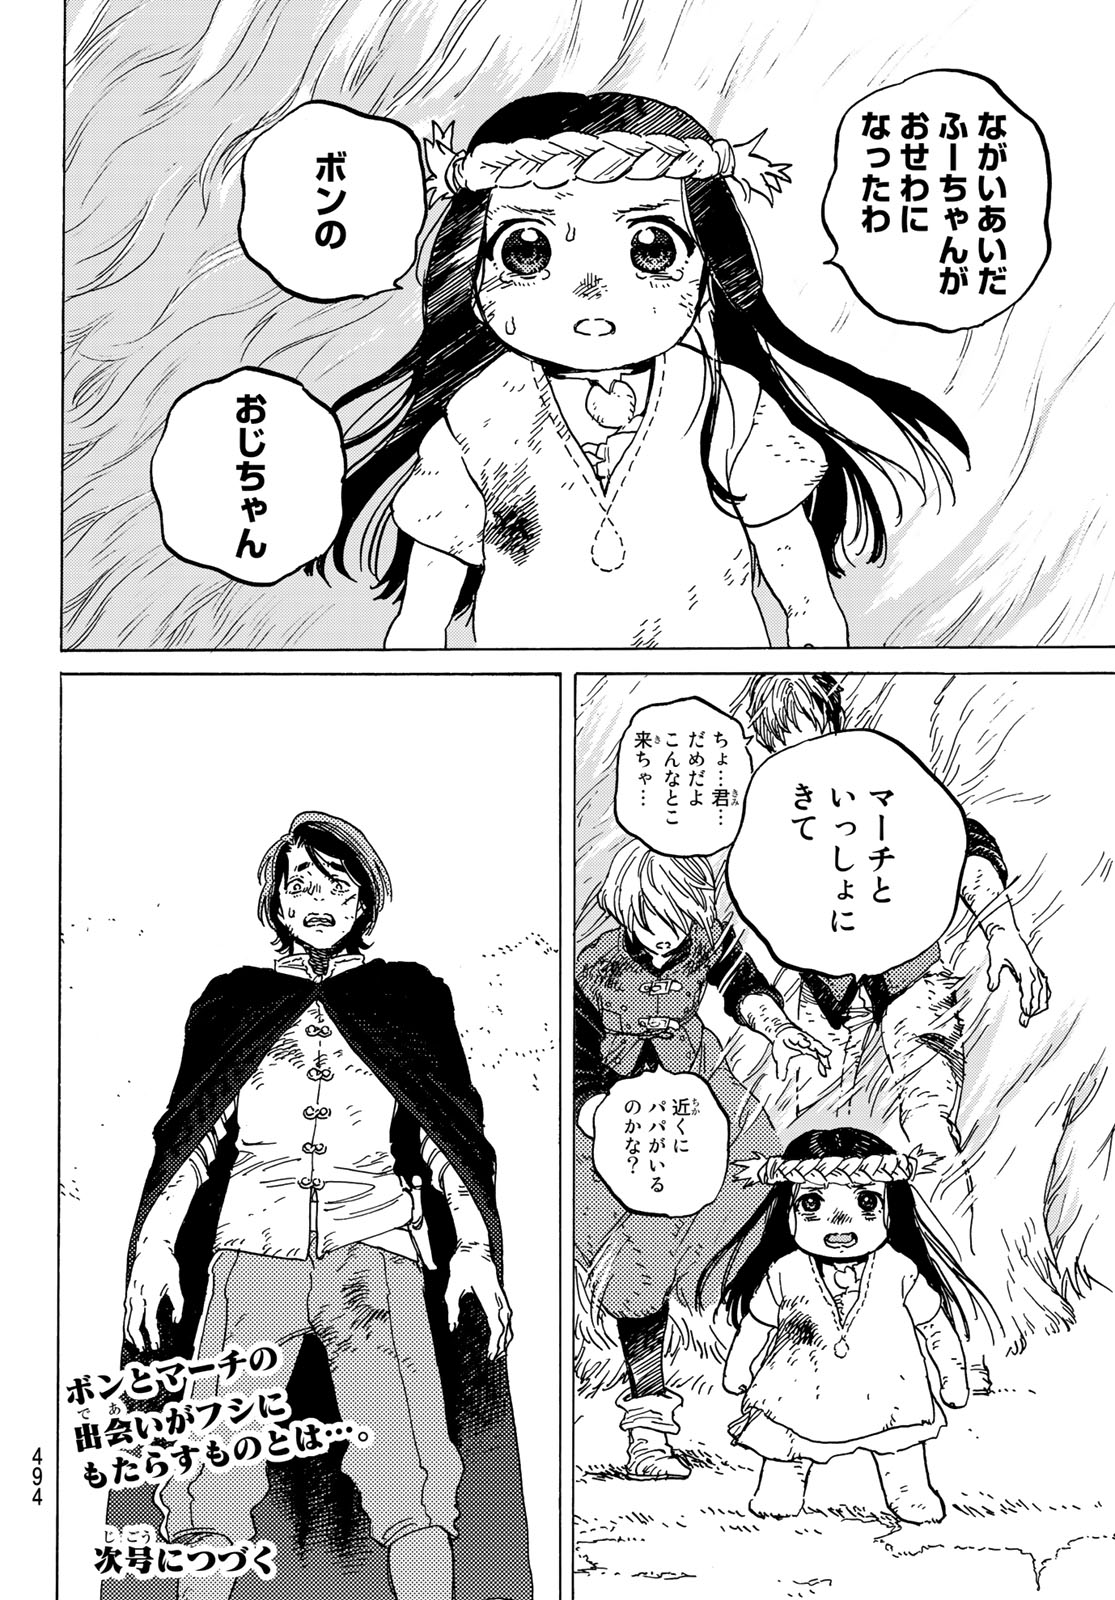 ながいあいだ
ふーちゃんが
おせわに
なったわ
ボンの
おじちゃん
マーチと
いっしょに
きて
ちょ…君…
だめだよ
こんなとこ
来ちゃ…
近くに
パパがいる
のかな？
ボンとマーチの
出会いがフシに
もたらすものとは…。
次号につづく
494